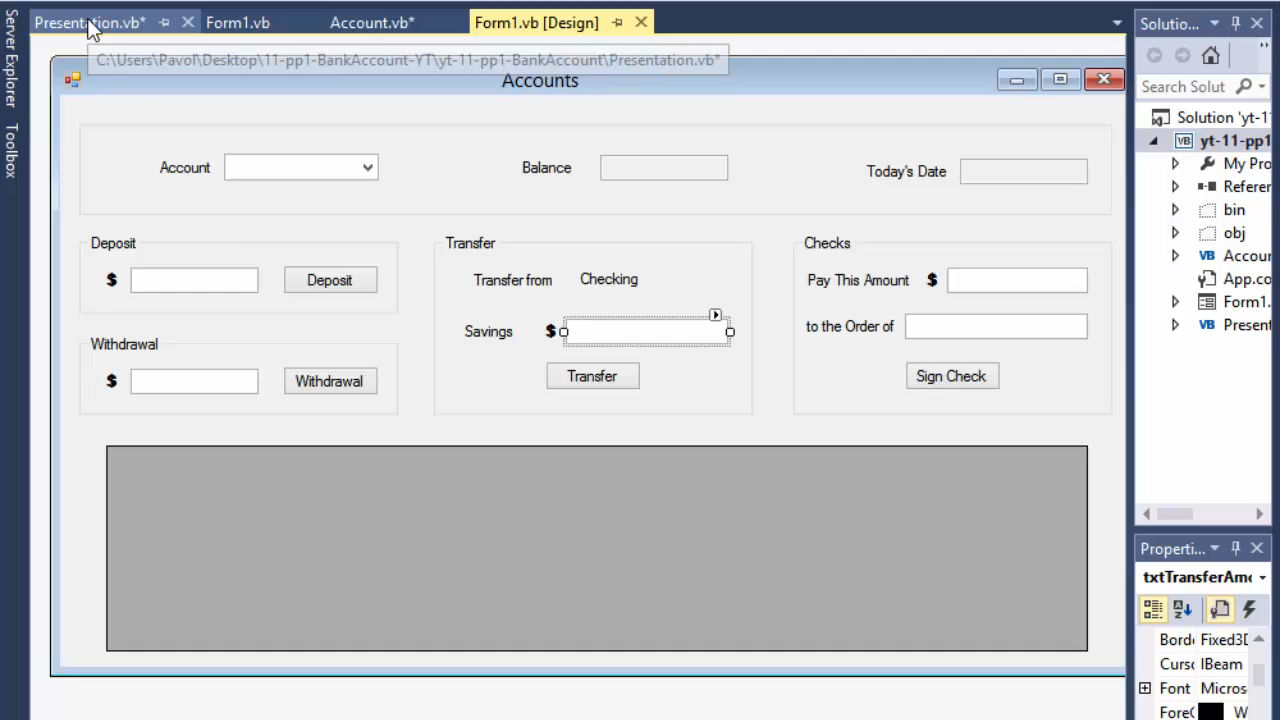 Presentation.vb*
Form1.vb
Account.vb*
Form1.vb [Design]
Solutio...
Server Explorer
Toolbox
C:\Users\Pavol\Desktop\11-pp1-BankAccount-YT\yt-11-pp1-BankAccount\Presentation.vb*
Accounts
Search Solut
Account
Balance
Today's Date
Solution 'yt-1
VB yt-11-pp1
My Pro
Referer
bin
obj
VB Accour
App.co
Form1.
VB Present
Deposit
$
Deposit
Withdrawal
$
Withdrawal
Transfer
Transfer from
Checking
Savings
$
Transfer
Checks
Pay This Amount
$
to the Order of
Sign Check
Properti...
txtTransferAm
Borde Fixed3D
Curso IBeam
Font Micros
ForeC W